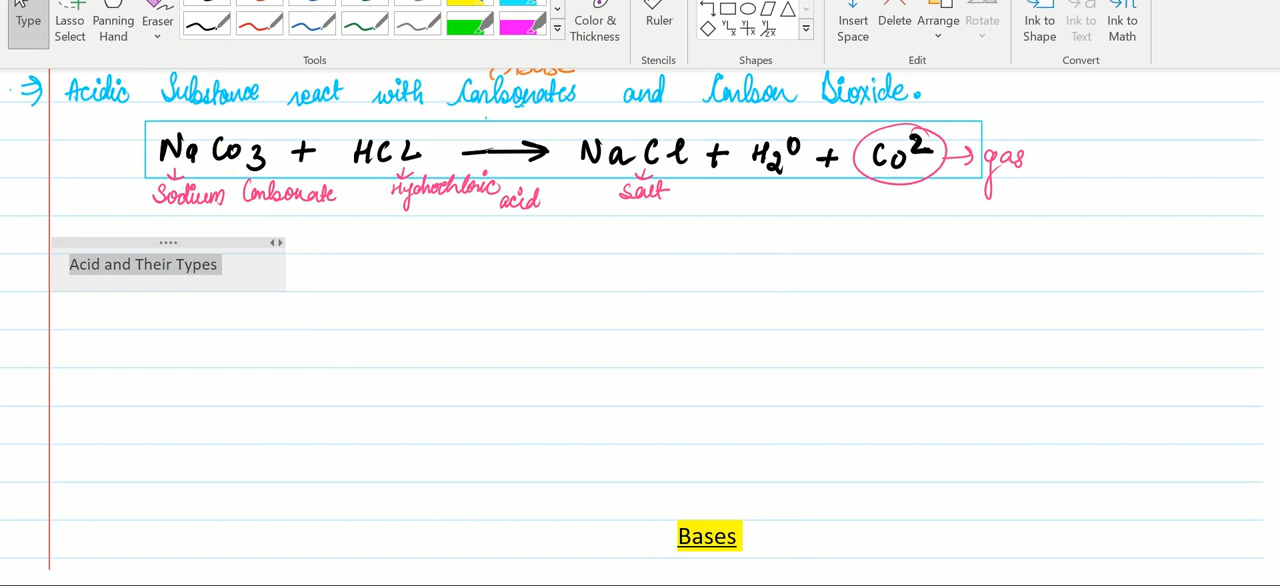 Type
Lasso Select
Panning Hand
Eraser
Color & Thickness
Ruler
Insert Space
Delete
Arrange
Rotate
Ink to Shape
Ink to Text
Ink to Math
Tools
Stencils
Shapes
Edit
Convert
Base
⇒ Acidic Substance react with Carbonates and Carbon Dioxide.
NaCo3 + HCL → NaCl + H2O + Co2 → gas
Sodium Carbonate Hydrochloric acid Salt
Acid and Their Types
Bases